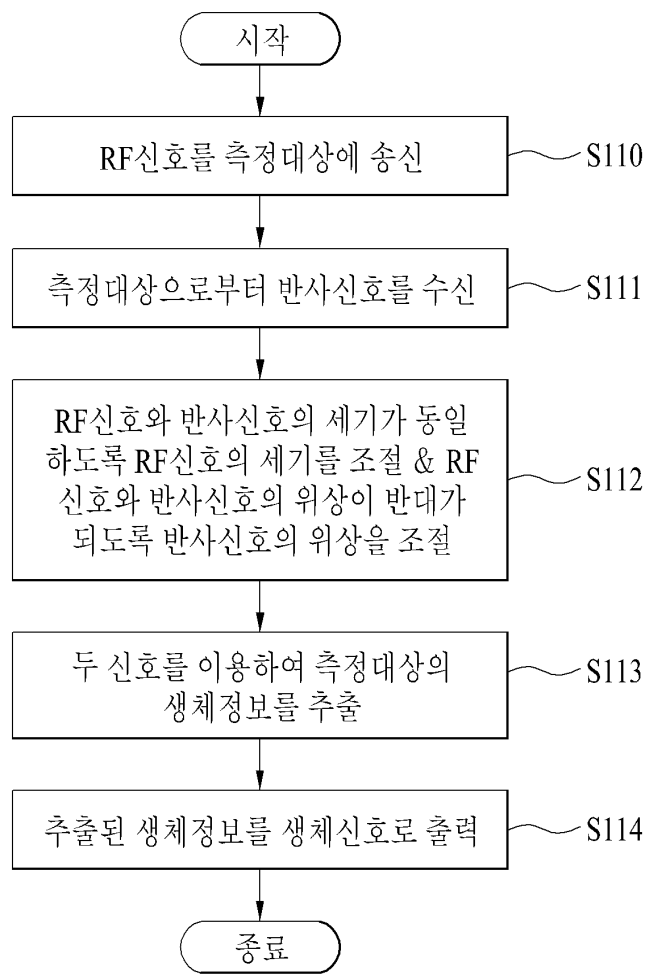 시작
RF신호를 측정대상에 송신
S110
측정대상으로부터 반사신호를 수신
S111
RF신호와 반사신호의 세기가 동일
하도록 RF신호의 세기를 조절 & RF
신호와 반사신호의 위상이 반대가
되도록 반사신호의 위상을 조절
S112
두 신호를 이용하여 측정대상의
생체정보를 추출
S113
추출된 생체정보를 생체신호로 출력
S114
종료